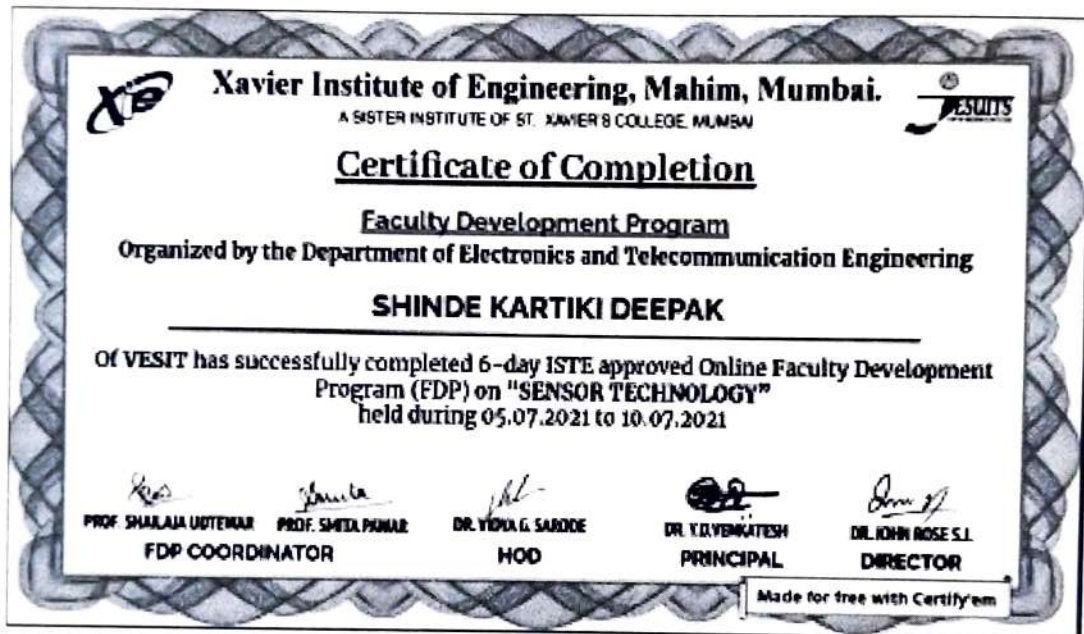 Xie
Xavier Institute of Engineering, Mahim, Mumbai.
JESUITS
A SISTER INSTITUTE OF ST. XAVIER'S COLLEGE, MUMBAI
Certificate of Completion
Faculty Development Program
Organized by the Department of Electronics and Telecommunication Engineering
SHINDE KARTIKI DEEPAK
Of VESIT has successfully completed 6-day ISTE approved Online Faculty Development
Program (FDP) on "SENSOR TECHNOLOGY"
held during 05.07.2021 to 10.07.2021
PROF. SHAILAJA UDTEWAR PROF. SMITA PAWAR DR. VIDYA G. SARODE DR. Y.D.VENKATESH DR. JOHN ROSE S.J.
FDP COORDINATOR HOD PRINCIPAL DIRECTOR
Made for free with Certify'em